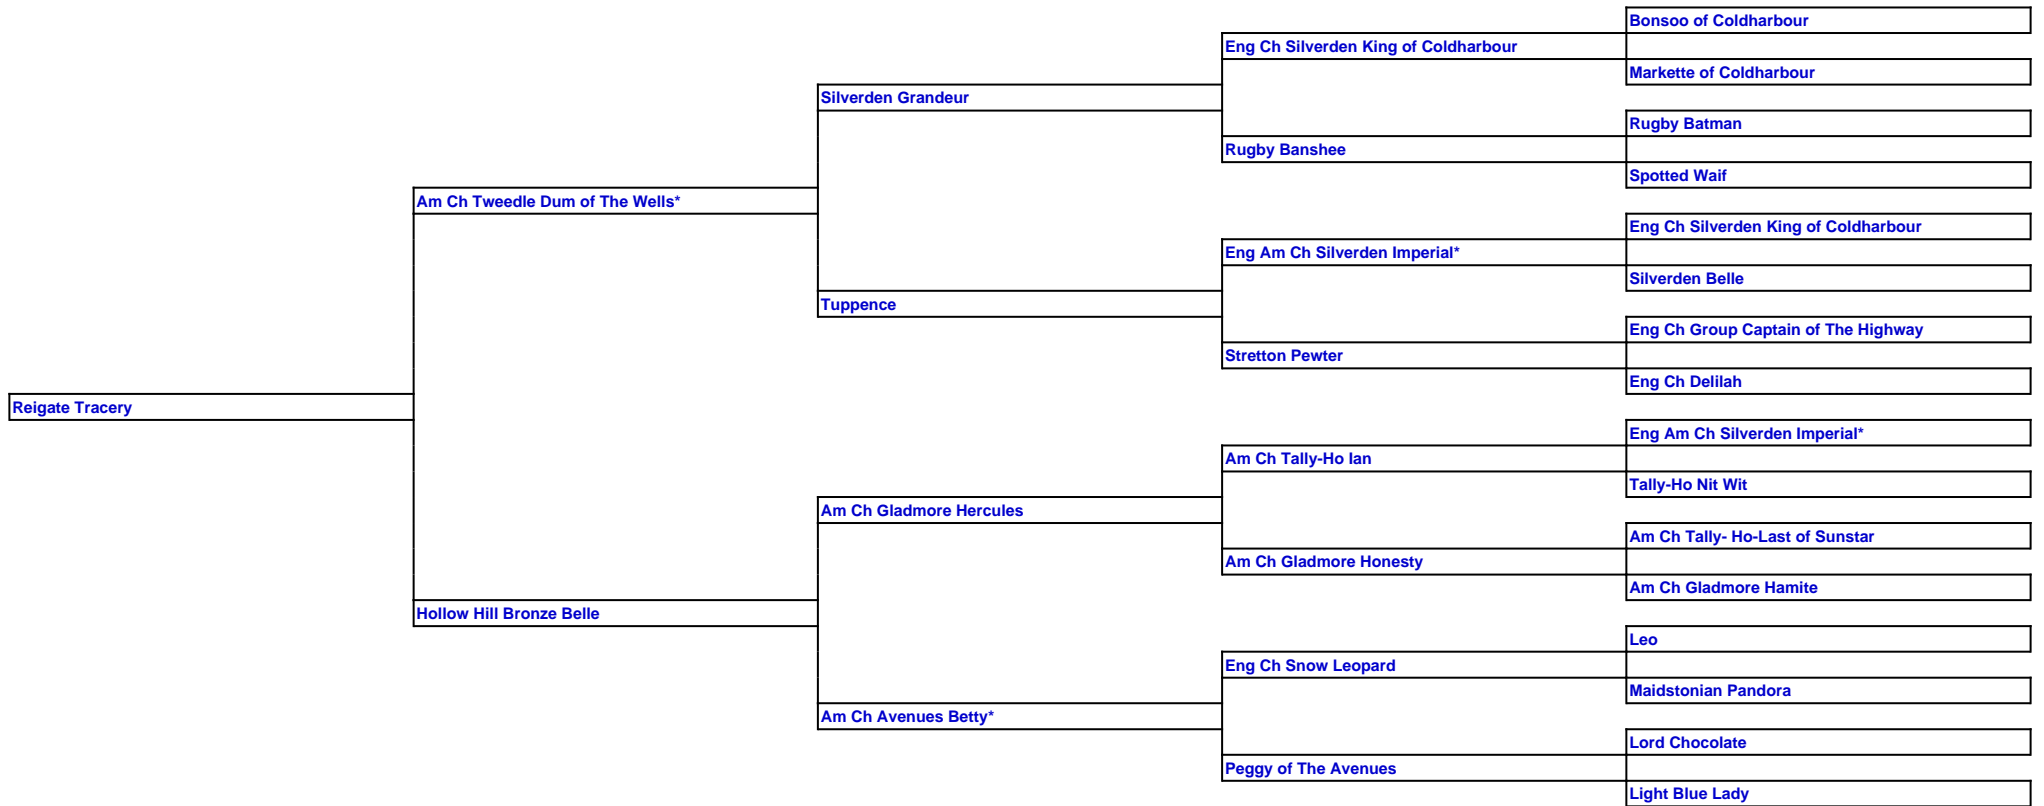 Bonsoo of Coldharbour
Eng Ch Silverden King of Coldharbour
Markette of Coldharbour
Silverden Grandeur
Rugby Batman
Rugby Banshee
Spotted Waif
Am Ch Tweedle Dum of The Wells*
Eng Ch Silverden King of Coldharbour
Eng Am Ch Silverden Imperial*
Silverden Belle
Tuppence
Eng Ch Group Captain of The Highway
Stretton Pewter
Eng Ch Delilah
Reigate Tracery
Eng Am Ch Silverden Imperial*
Am Ch Tally-Ho Ian
Tally-Ho Nit Wit
Am Ch Gladmore Hercules
Am Ch Tally- Ho-Last of Sunstar
Am Ch Gladmore Honesty
Am Ch Gladmore Hamite
Hollow Hill Bronze Belle
Leo
Eng Ch Snow Leopard
Maidstonian Pandora
Am Ch Avenues Betty*
Lord Chocolate
Peggy of The Avenues
Light Blue Lady